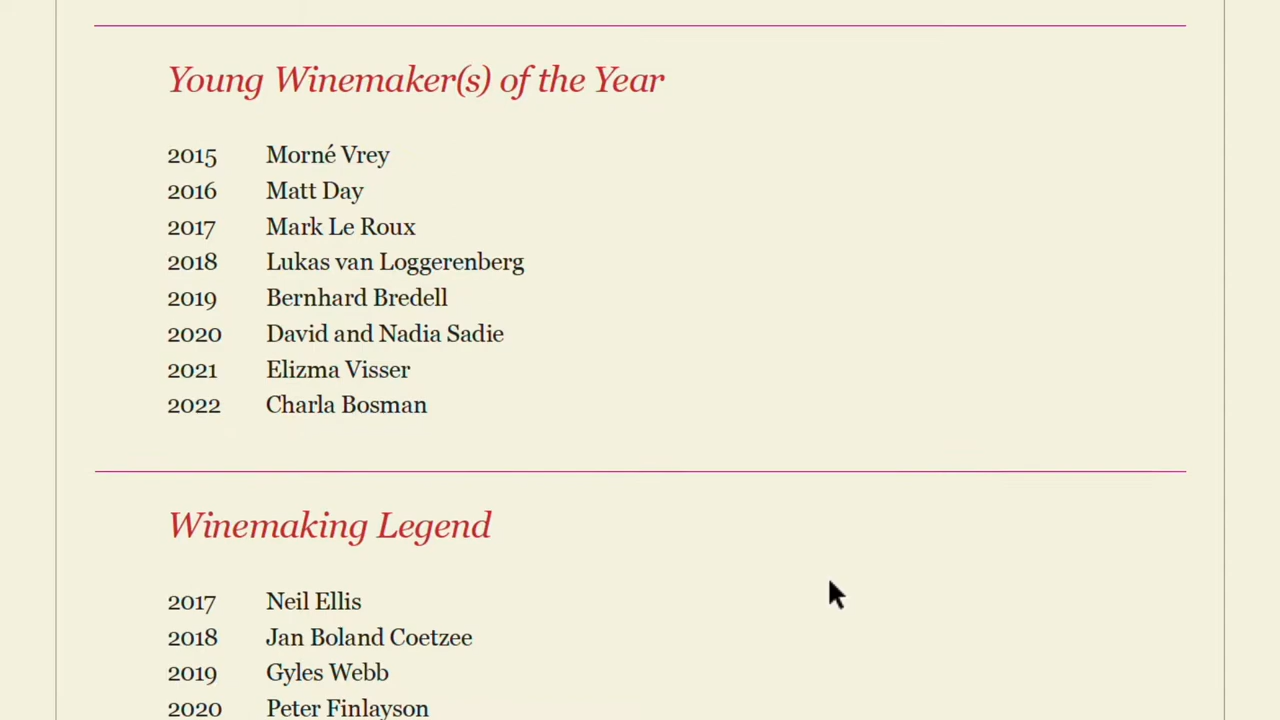 Young Winemaker(s) of the Year
2015 Morné Vrey
2016 Matt Day
2017 Mark Le Roux
2018 Lukas van Loggerenberg
2019 Bernhard Bredell
2020 David and Nadia Sadie
2021 Elizma Visser
2022 Charla Bosman
Winemaking Legend
2017 Neil Ellis
2018 Jan Boland Coetzee
2019 Gyles Webb
2020 Peter Finlayson